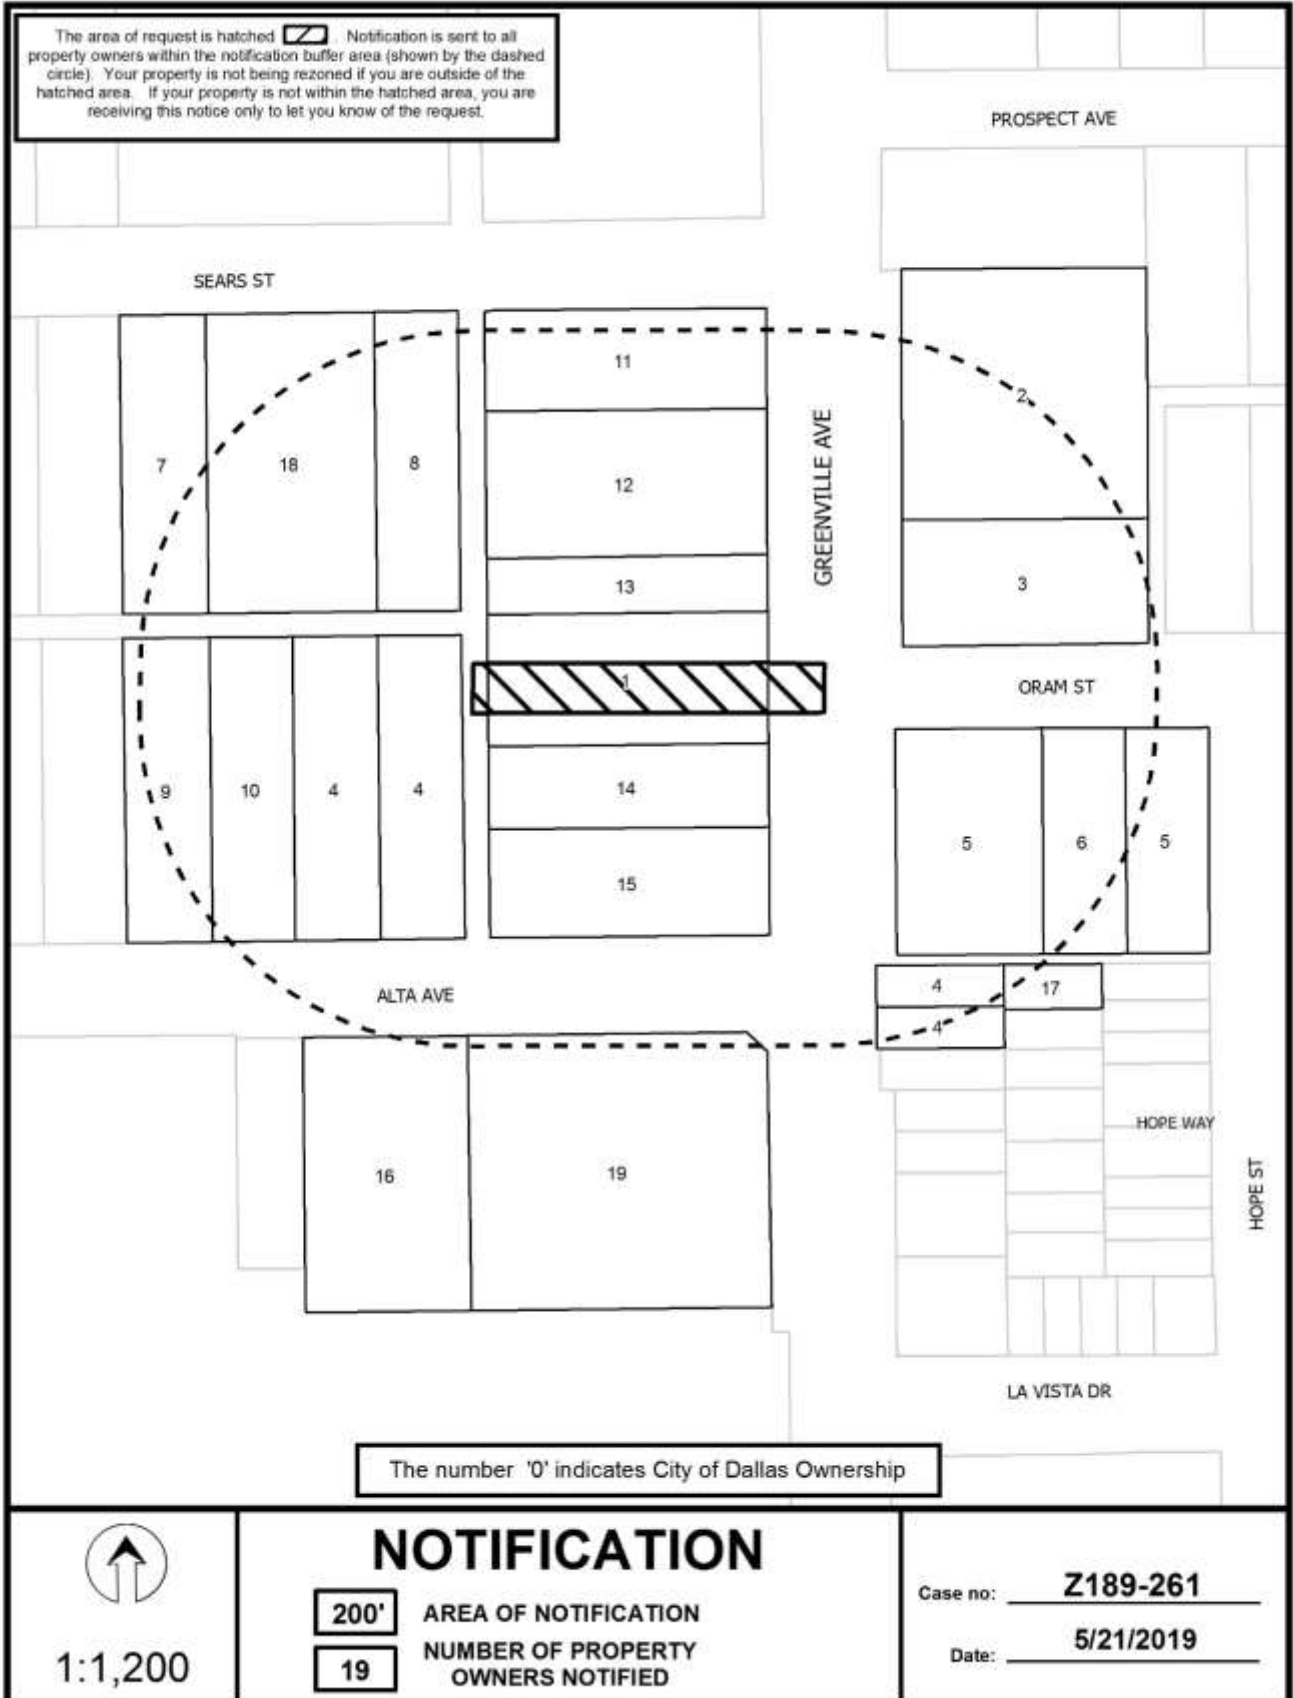 The area of request is hatched . Notification is sent to all
property owners within the notification buffer area (shown by the dashed
circle). Your property is not being rezoned if you are outside of the
hatched area. If your property is not within the hatched area, you are
receiving this notice only to let you know of the request.
PROSPECT AVE
SEARS ST
11
2
GREENVILLE AVE
7
18
8
12
13
3
1
ORAM ST
9
10
4
4
14
5
6
5
15
ALTA AVE
4
17
4
HOPE WAY
16
19
HOPE ST
LA VISTA DR
The number '0' indicates City of Dallas Ownership
1:1,200
NOTIFICATION
200' AREA OF NOTIFICATION
19 NUMBER OF PROPERTY
OWNERS NOTIFIED
Case no: Z189-261
Date: 5/21/2019